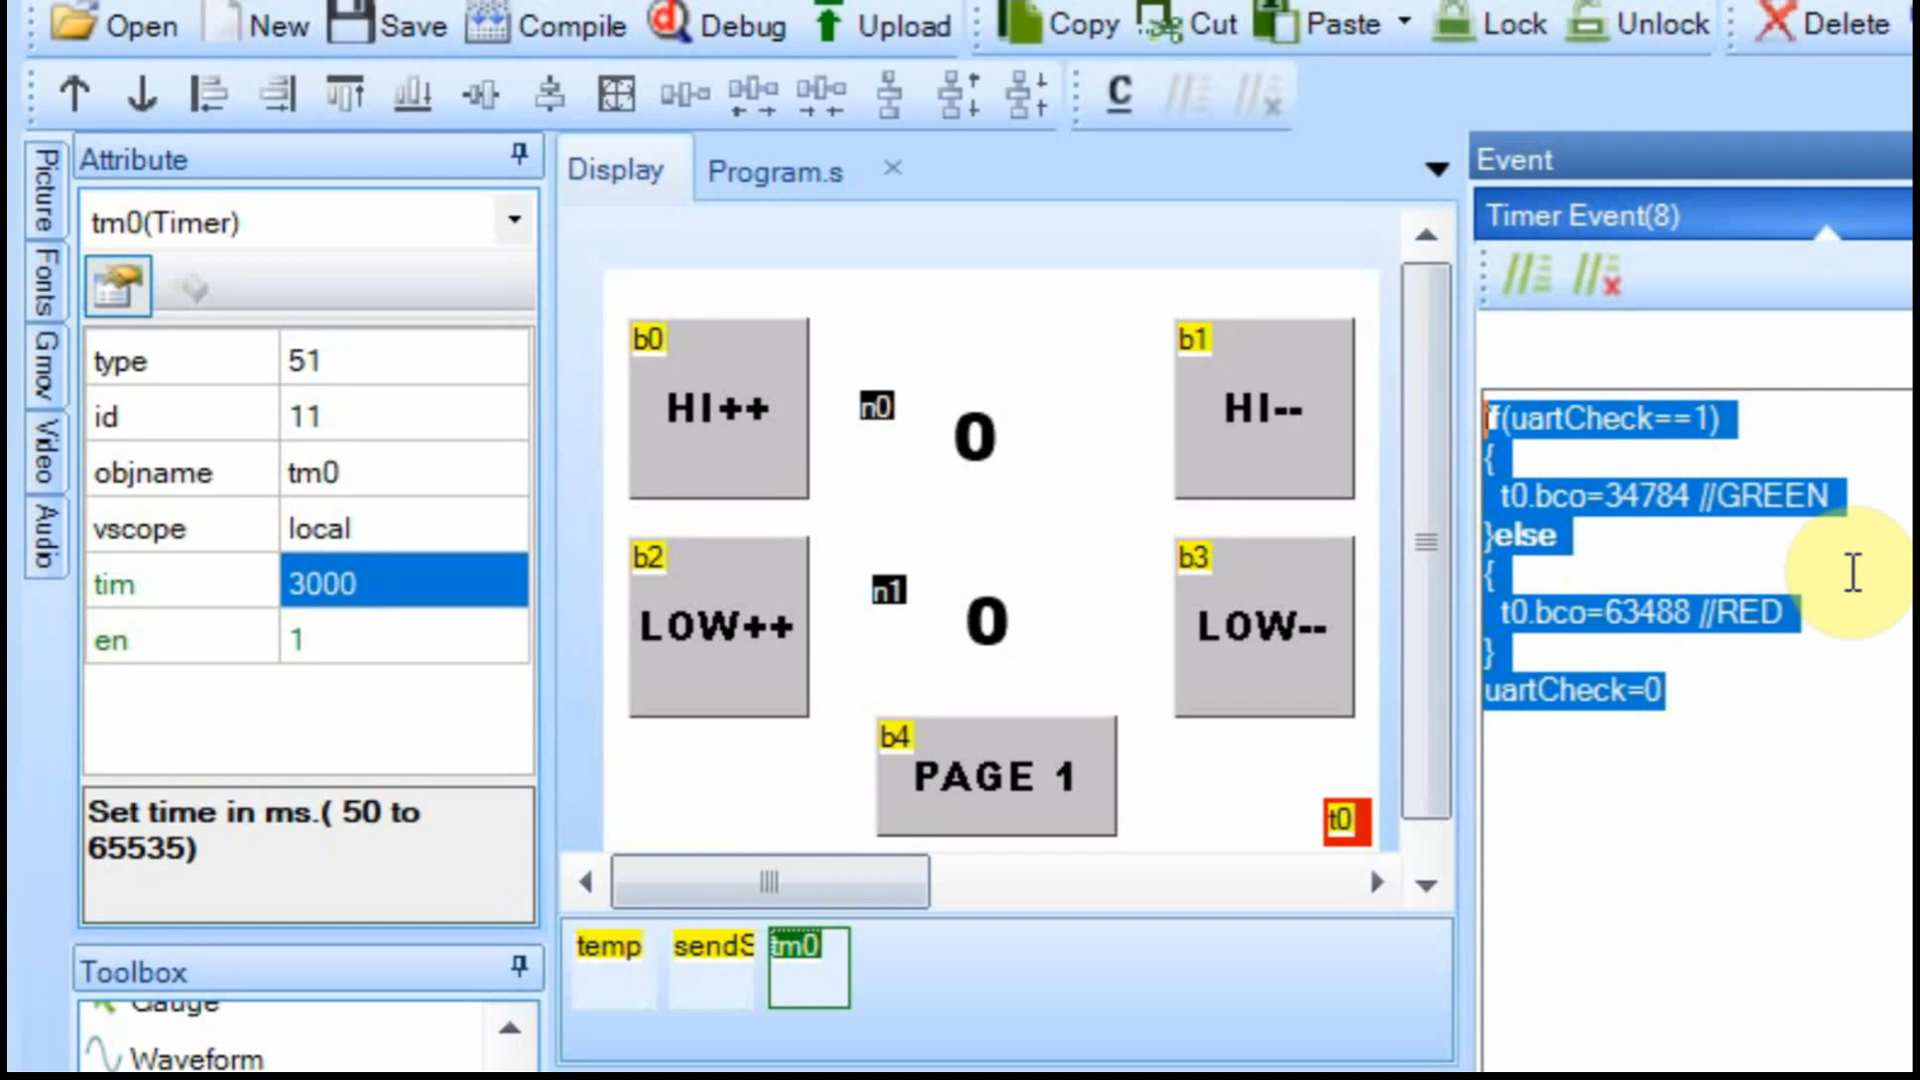 Open New Save Compile Debug Upload Copy Cut Paste Lock Unlock Delete
C
Picture
Fonts
Gmov
Video
Audio
Attribute
tm0(Timer)
type 51
id 11
objname tm0
vscope local
tim 3000
en 1
Set time in ms.( 50 to
65535)
Toolbox
Gauge
Waveform
Display Program.s
b0
HI++
n0
0
b1
HI--
b2
LOW++
n1
0
b3
LOW--
b4
PAGE 1
t0
temp sendS tm0
Event
Timer Event(8)
if(uartCheck==1)
{
t0.bco=34784 //GREEN
}else
{
t0.bco=63488 //RED
}
uartCheck=0